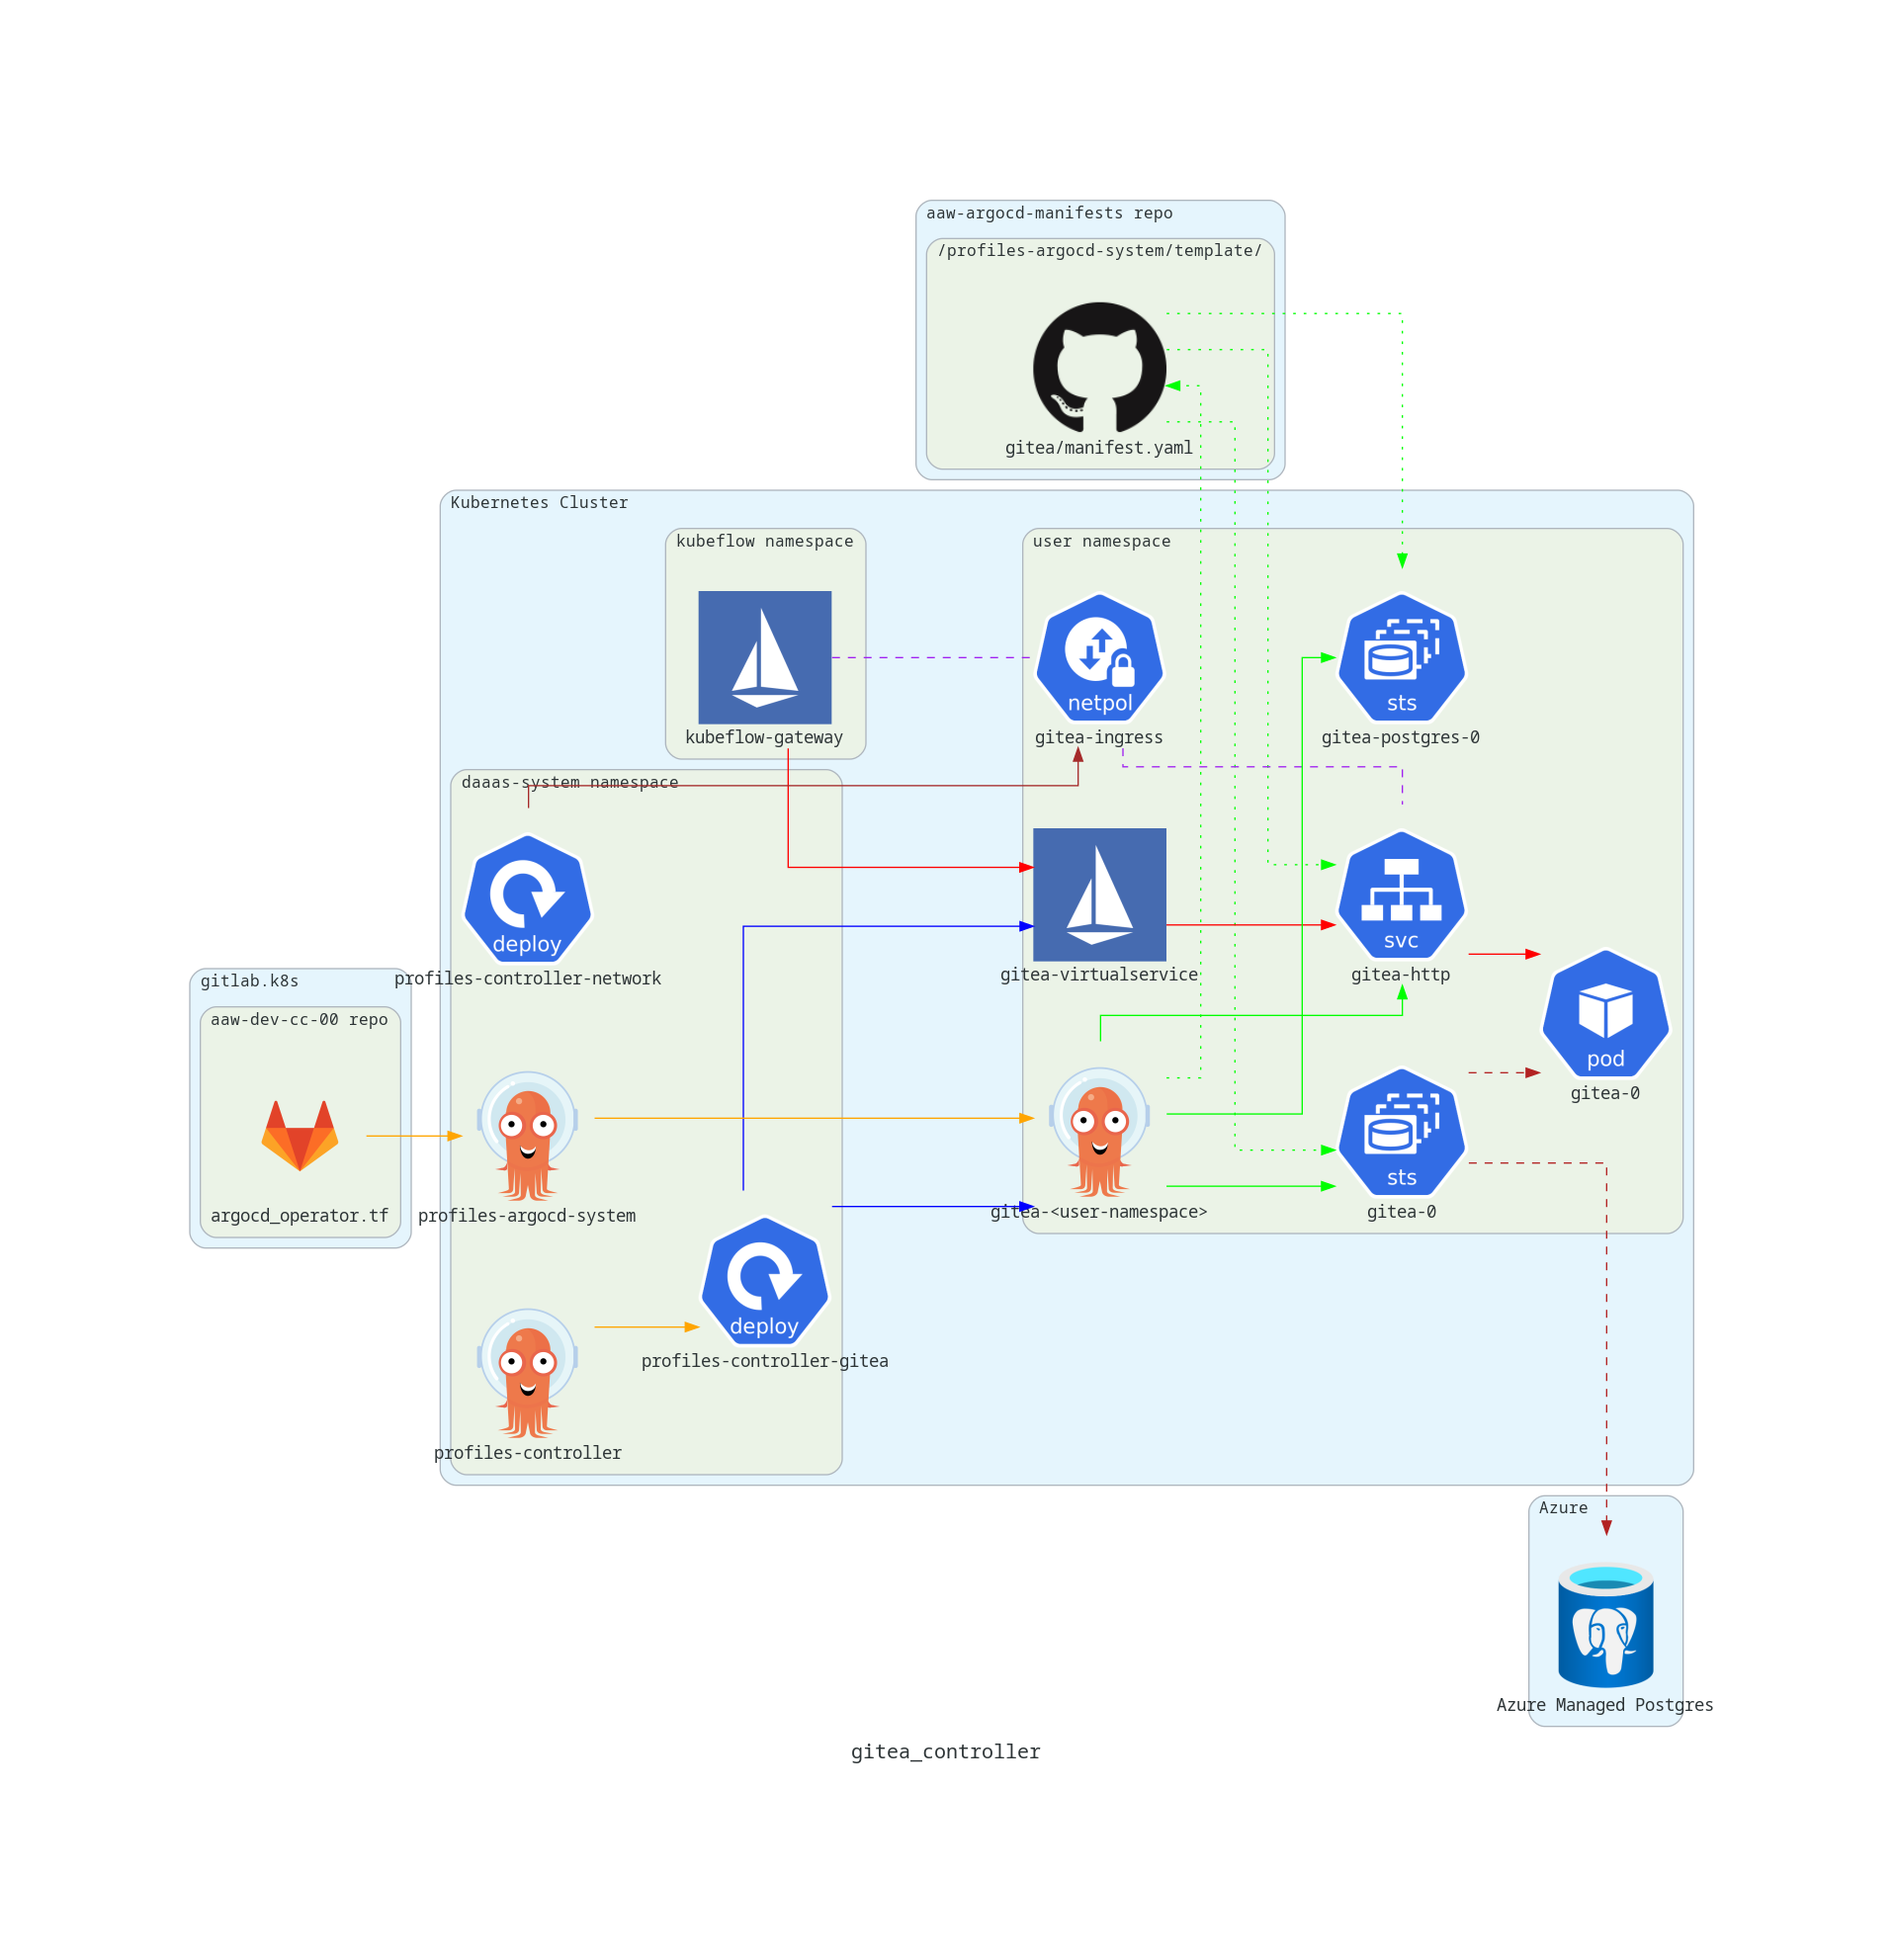 aaw-argocd-manifests repo
/profiles-argocd-system/template/
gitea/manifest.yaml
Kubernetes Cluster
kubeflow namespace
user namespace
netpol
sts
kubeflow-gateway
gitea-ingress
gitea-postgres-0
daaas-system namespace
deploy
svc
profiles-controller-network
gitea-virtualservice
gitea-http
gitlab.k8s
aaw-dev-cc-00 repo
pod
gitea-0
sts
argocd_operator.tf
profiles-argocd-system
gitea-<user-namespace>
gitea-0
deploy
profiles-controller-gitea
profiles-controller
Azure
Azure Managed Postgres
gitea_controller